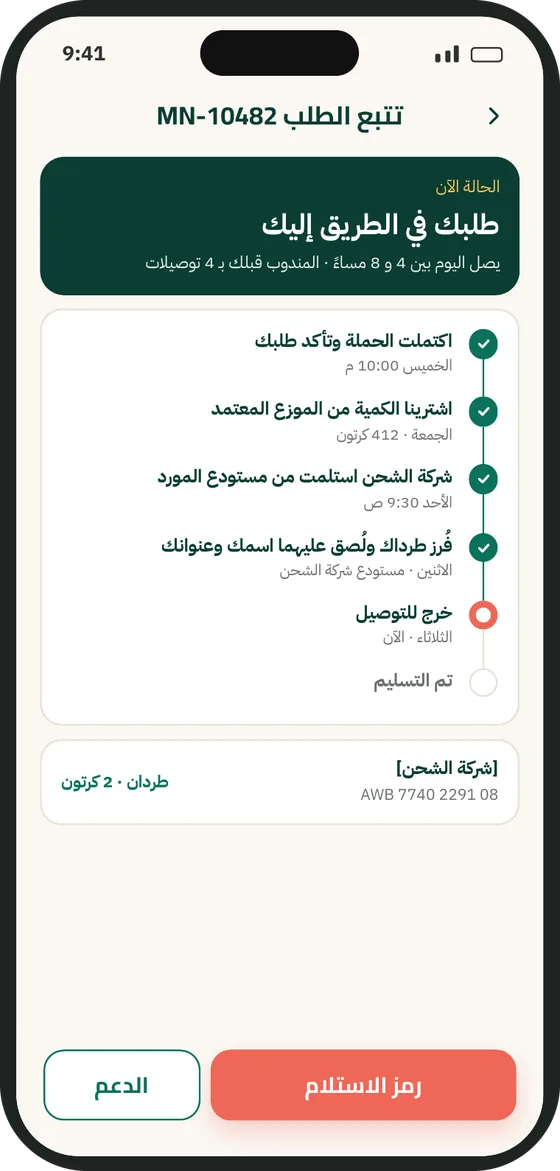 9:41
تتبع الطلب MN-10482
الحالة الآن
طلبك في الطريق إليك
يصل اليوم بين 4 و 8 مساءً · المندوب قبلك بـ 4 توصيلات
اكتملت الحملة وتأكد طلبك
الخميس 10:00 م
اشترينا الكمية من الموزع المعتمد
الجمعة · 412 كرتون
شركة الشحن استلمت من مستودع المورد
الأحد 9:30 ص
فُرز طرداك ولُصق عليهما اسمك وعنوانك
الاثنين · مستودع شركة الشحن
خرج للتوصيل
الثلاثاء · الآن
تم التسليم
[شركة الشحن]
AWB 7740 2291 08
طردان · 2 كرتون
رمز الاستلام
الدعم